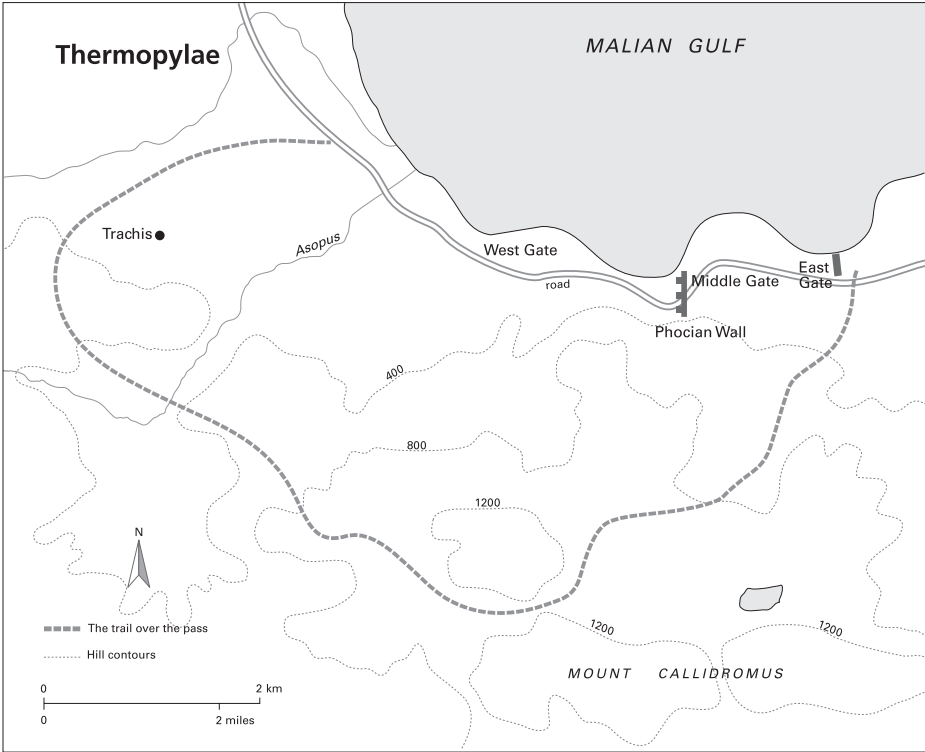 Thermopylae
MALIAN GULF
Trachis
Asopus
West Gate
road
Middle Gate
East
Gate
Phocian Wall
400
800
1200
N
The trail over the pass
Hill contours
1200
1200
MOUNT CALLIDROMUS
0 2 km
0 2 miles